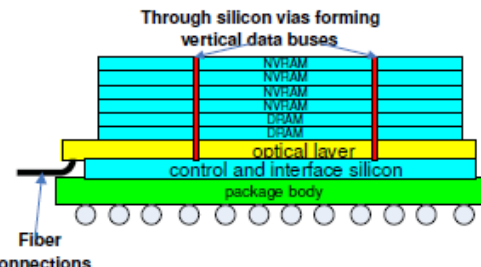 Through silicon vias forming
vertical data buses
NVRAM
NVRAM
NVRAM
NVRAM
DRAM
DRAM
optical layer
control and interface silicon
package body
Fiber
onnections